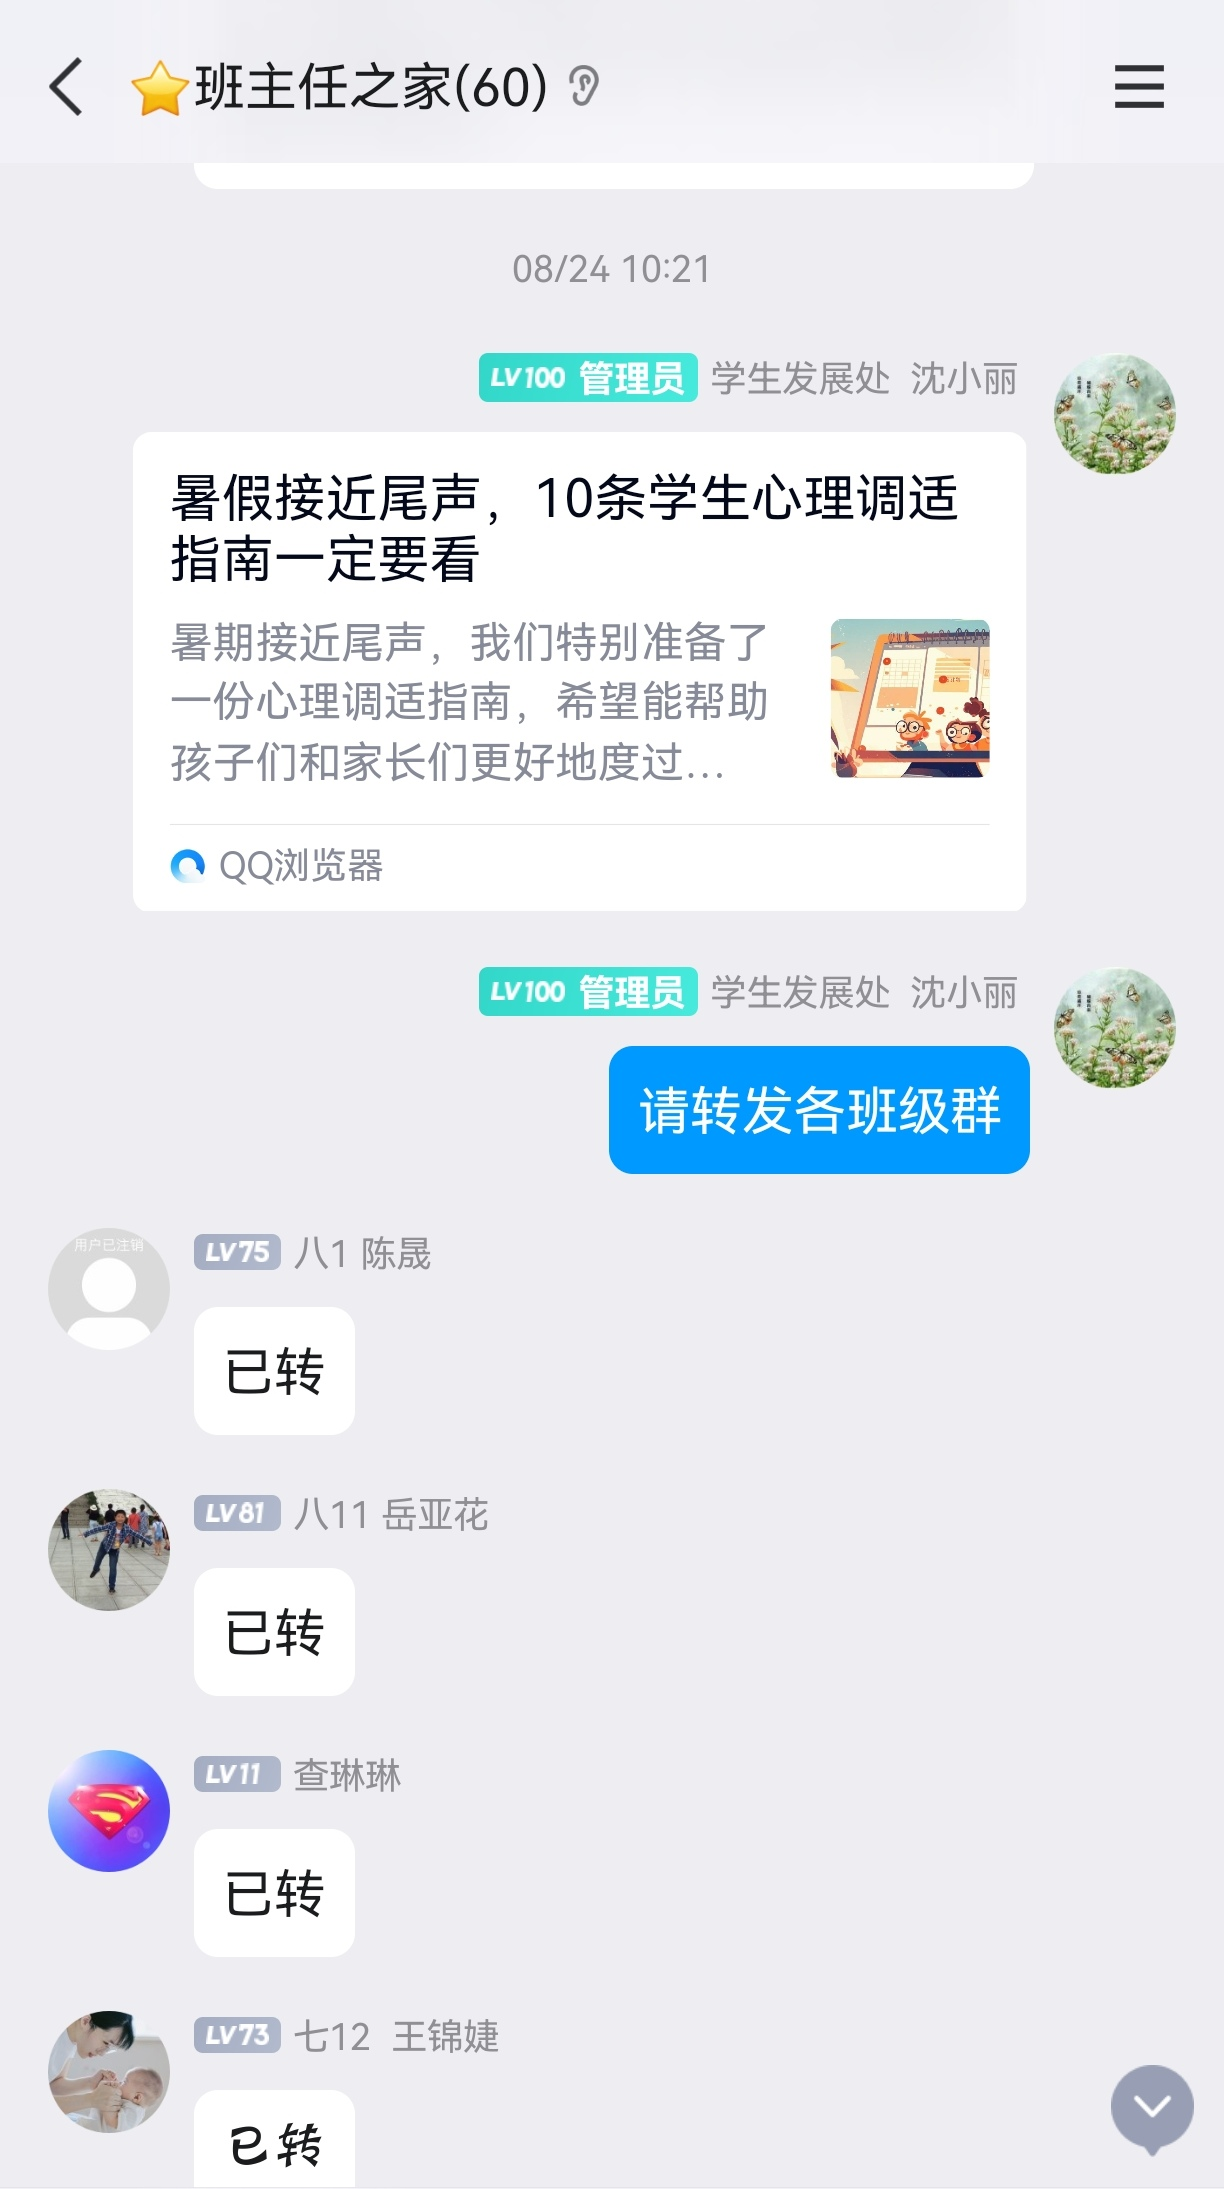 ⭐班主任之家(60)
08/24 10:21
LV100 管理员 学生发展处 沈小丽
暑假接近尾声，10条学生心理调适
指南一定要看
暑期接近尾声，我们特别准备了
一份心理调适指南，希望能帮助
孩子们和家长们更好地度过...
QQ浏览器
LV100 管理员 学生发展处 沈小丽
请转发各班级群
用户已注销
LV75 八1 陈晟
已转
LV81 八11 岳亚花
已转
LV11 查琳琳
已转
LV73 七12 王锦婕
已转